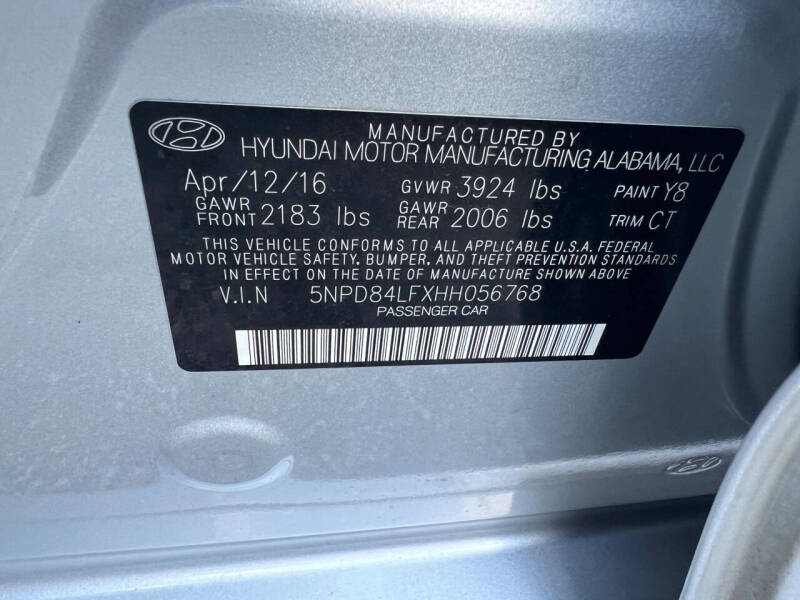 MANUFACTURED BY
HYUNDAI MOTOR MANUFACTURING ALABAMA, LLC
Apr/12/16 GVWR 3924 lbs PAINT Y8
GAWR FRONT 2183 lbs GAWR REAR 2006 lbs TRIM CT
THIS VEHICLE CONFORMS TO ALL APPLICABLE U.S.A. FEDERAL
MOTOR VEHICLE SAFETY, BUMPER, AND THEFT PREVENTION STANDARDS
IN EFFECT ON THE DATE OF MANUFACTURE SHOWN ABOVE
V.I.N 5NPD84LFXHH056768
PASSENGER CAR